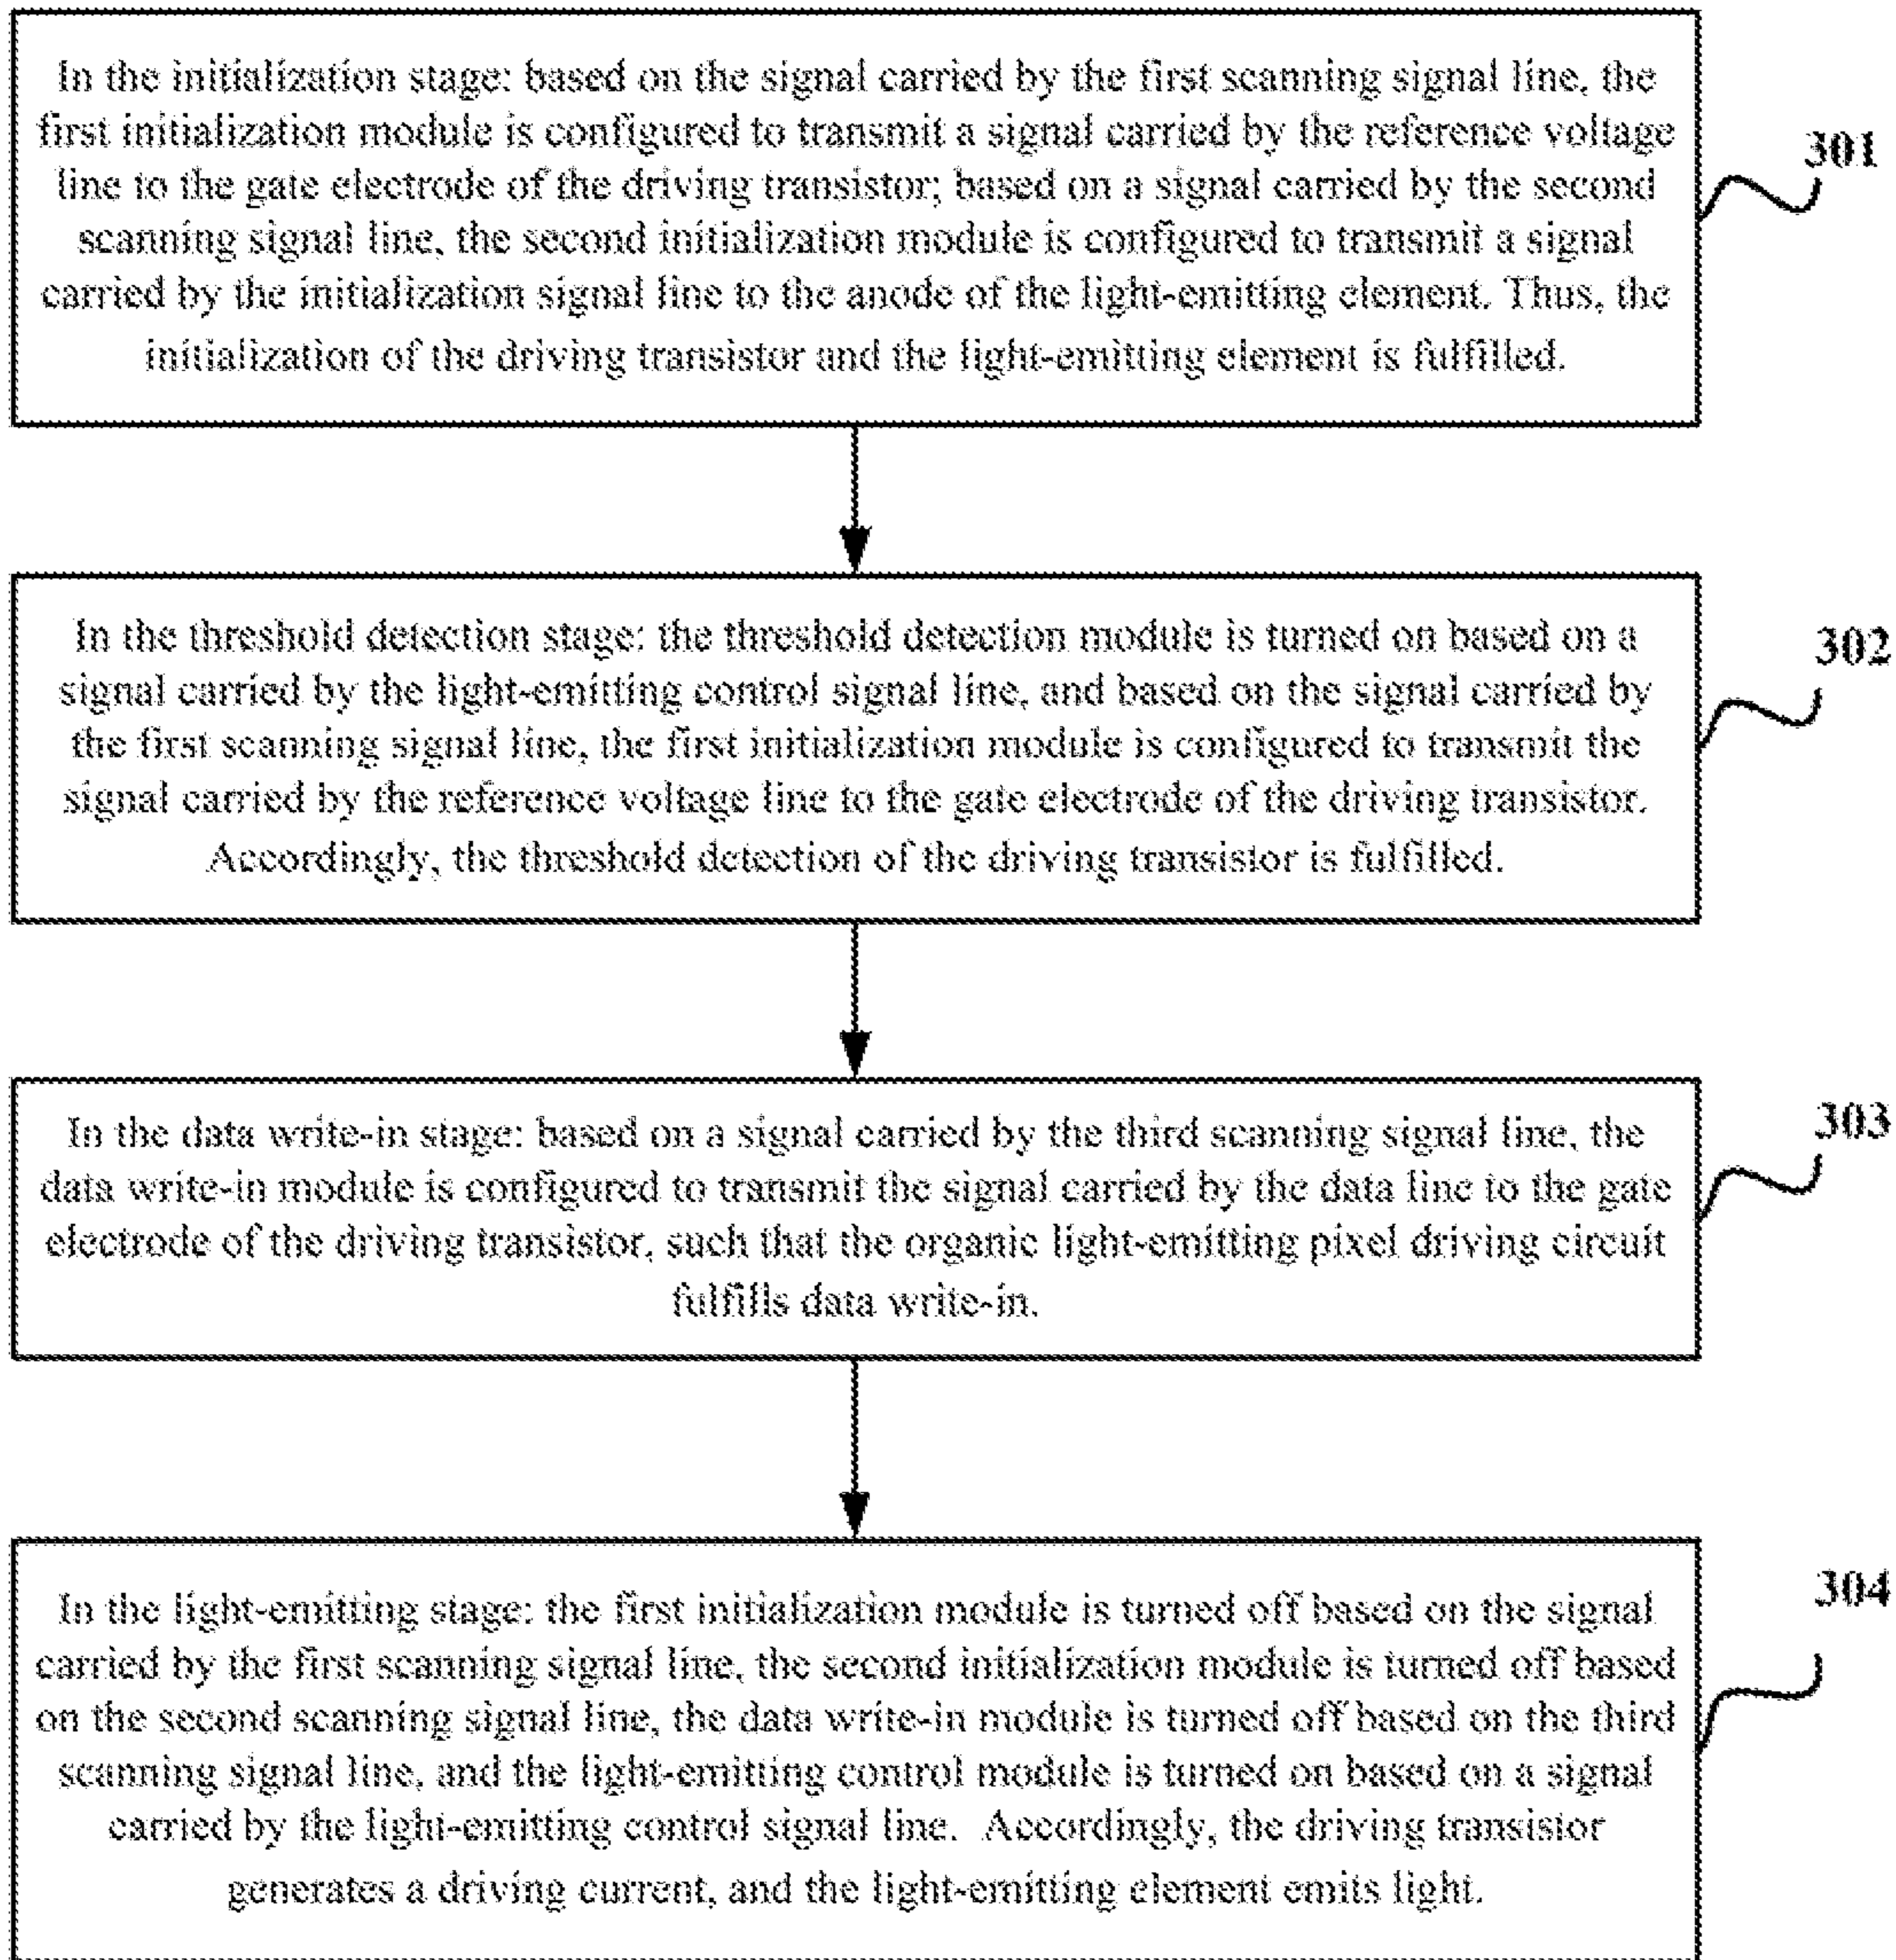 In the initialization stage: based on the signal carried by the first scanning signal line, the
first initialization module is configured to transmit a signal carried by the reference voltage
line to the gate electrode of the driving transistor; based on a signal carried by the second
scanning signal line, the second initialization module is configured to transmit a signal
carried by the initialization signal line to the anode of the light-emitting element. Thus, the
initialization of the driving transistor and the light-emitting element is fulfilled.
301
In the threshold detection stage: the threshold detection module is turned on based on a
signal carried by the light-emitting control signal line, and based on the signal carried by
the first scanning signal line, the first initialization module is configured to transmit the
signal carried by the reference voltage line to the gate electrode of the driving transistor.
Accordingly, the threshold detection of the driving transistor is fulfilled.
302
In the data write-in stage: based on a signal carried by the third scanning signal line, the
data write-in module is configured to transmit the signal carried by the data line to the gate
electrode of the driving transistor, such that the organic light-emitting pixel driving circuit
fulfills data write-in.
303
In the light-emitting stage: the first initialization module is turned off based on the signal
carried by the first scanning signal line, the second initialization module is turned off based
on the second scanning signal line, the data write-in module is turned off based on the third
scanning signal line, and the light-emitting control module is turned on based on a signal
carried by the light-emitting control signal line. Accordingly, the driving transistor
generates a driving current, and the light-emitting element emits light.
304